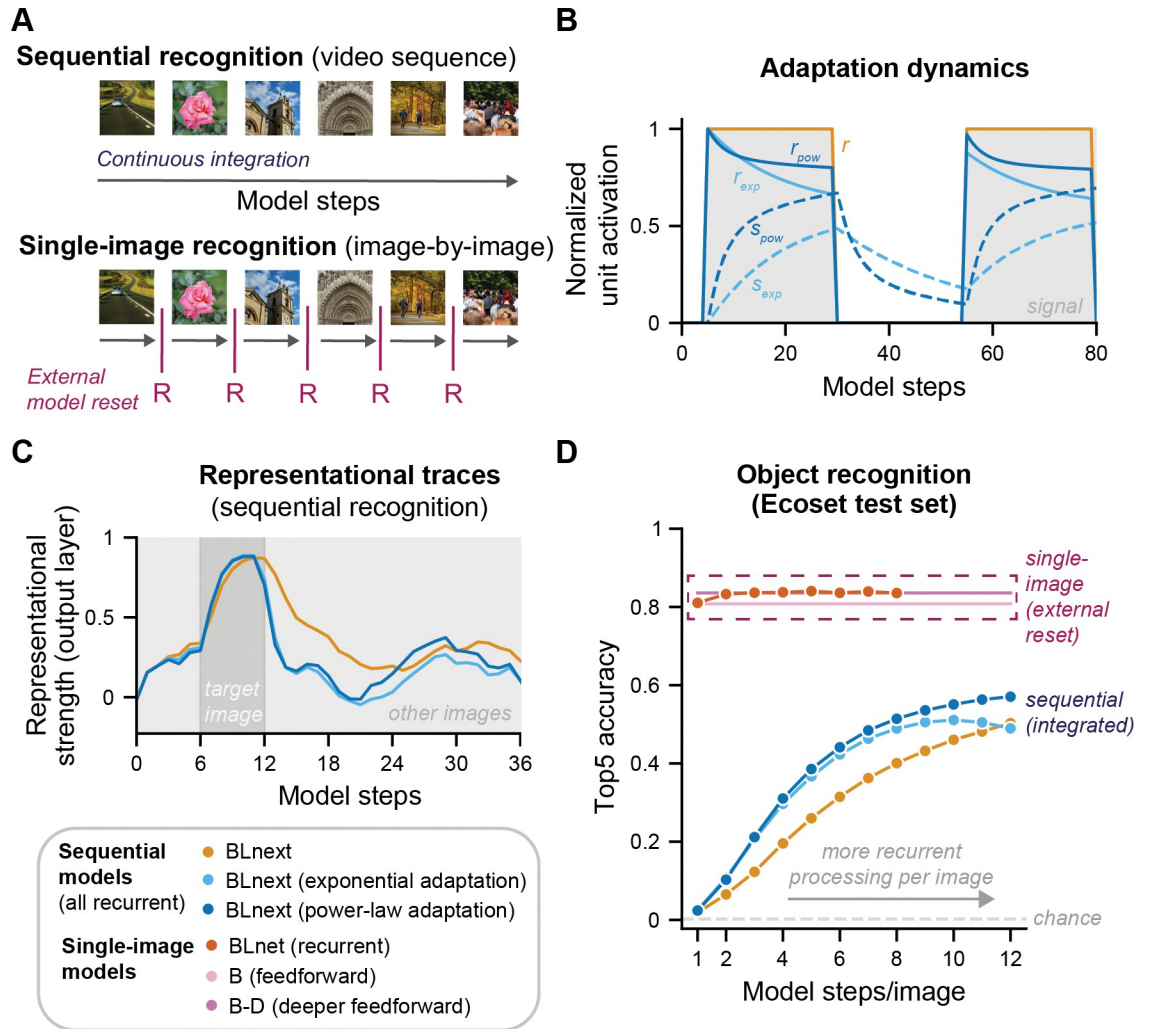 A
Sequential recognition (video sequence)
Continuous integration
Model steps
Single-image recognition (image-by-image)
External
model reset
R
R
R
R
R
B
Adaptation dynamics
Normalized
unit activation
1
0.5
0
r
r_pow
r_exp
s_pow
s_exp
signal
0
20
40
60
80
Model steps
C
Representational traces
(sequential recognition)
Representational
strength (output layer)
1
0.5
0
target
image
other images
0
6
12
18
24
30
36
Model steps
Sequential
models
(all recurrent)
BLnext
BLnext (exponential adaptation)
BLnext (power-law adaptation)
Single-image
models
BLnet (recurrent)
B (feedforward)
B-D (deeper feedforward)
D
Object recognition
(Ecoset test set)
Top5 accuracy
1
0.8
0.6
0.4
0.2
0
single-
image
(external
reset)
sequential
(integrated)
more recurrent
processing per image
chance
1
2
4
6
8
10
12
Model steps/image